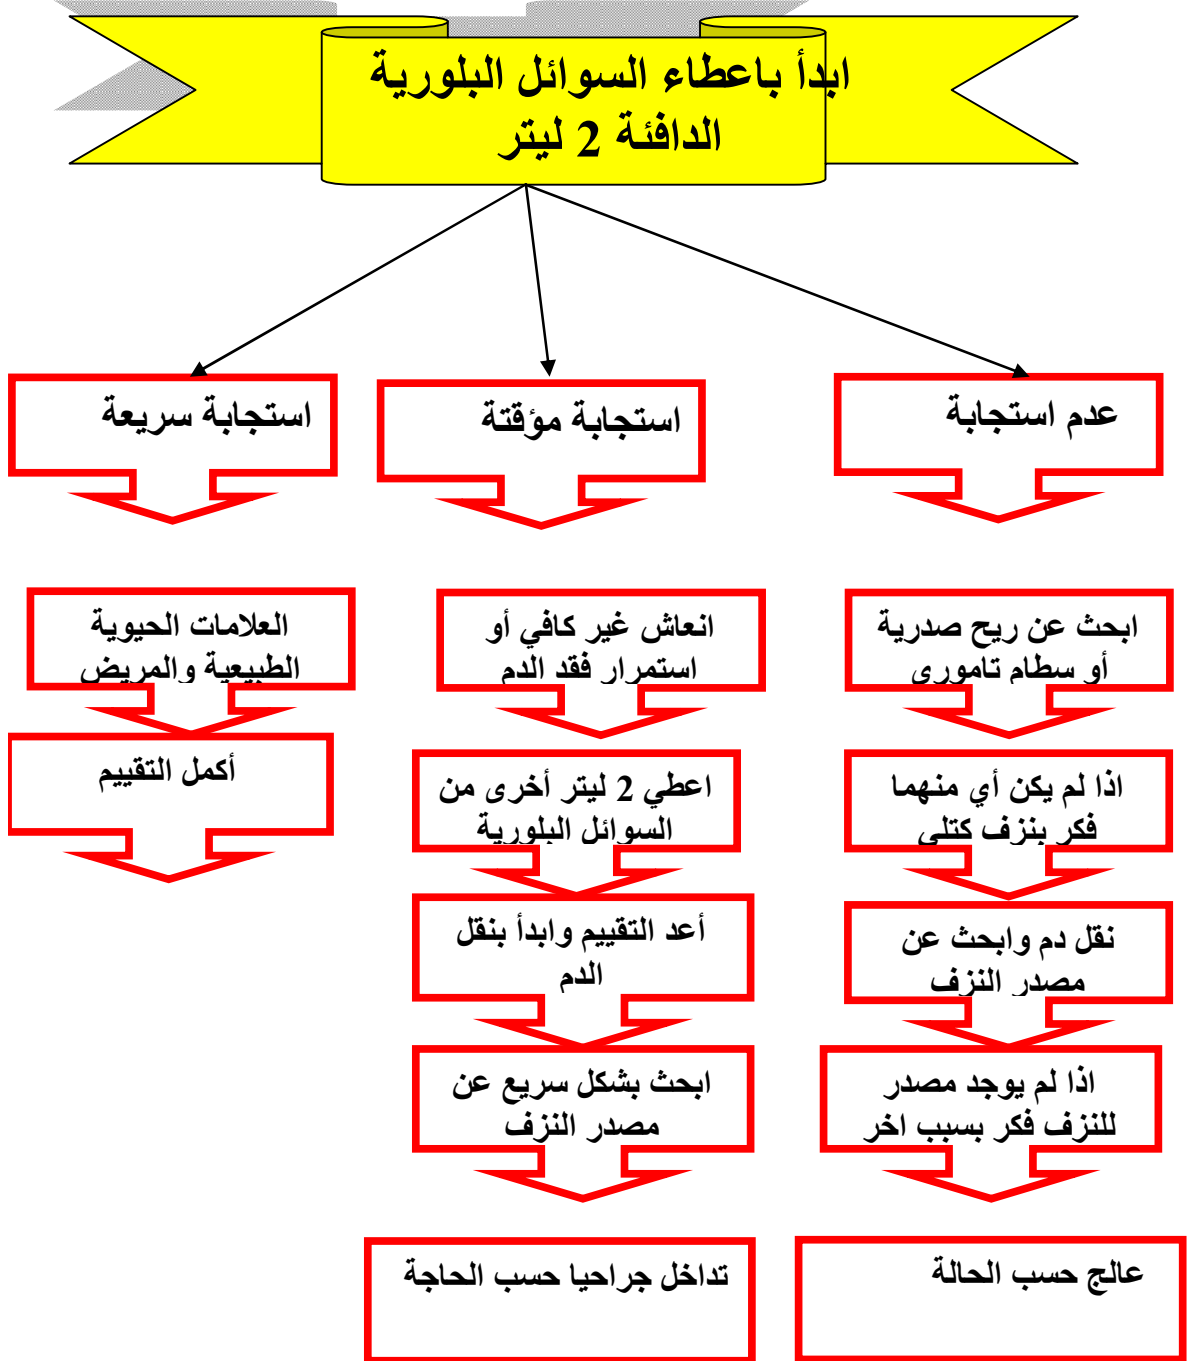 ابدأ باعطاء السوائل البلورية
الدافئة 2 ليتر
عدم استجابة
استجابة مؤقتة
استجابة سريعة
ابحث عن ريح صدرية
أو سطام تاموري
اذا لم يكن أي منهما
فكر بنزف كتلي
نقل دم وابحث عن
مصدر النزف
اذا لم يوجد مصدر
للنزف فكر بسبب اخر
عالج حسب الحالة
انعاش غير كافي أو
استمرار فقد الدم
اعطي 2 ليتر أخرى من
السوائل البلورية
أعد التقييم وابدأ بنقل
الدم
ابحث بشكل سريع عن
مصدر النزف
تداخل جراحيا حسب الحاجة
العلامات الحيوية
الطبيعية والمريض
أكمل التقييم